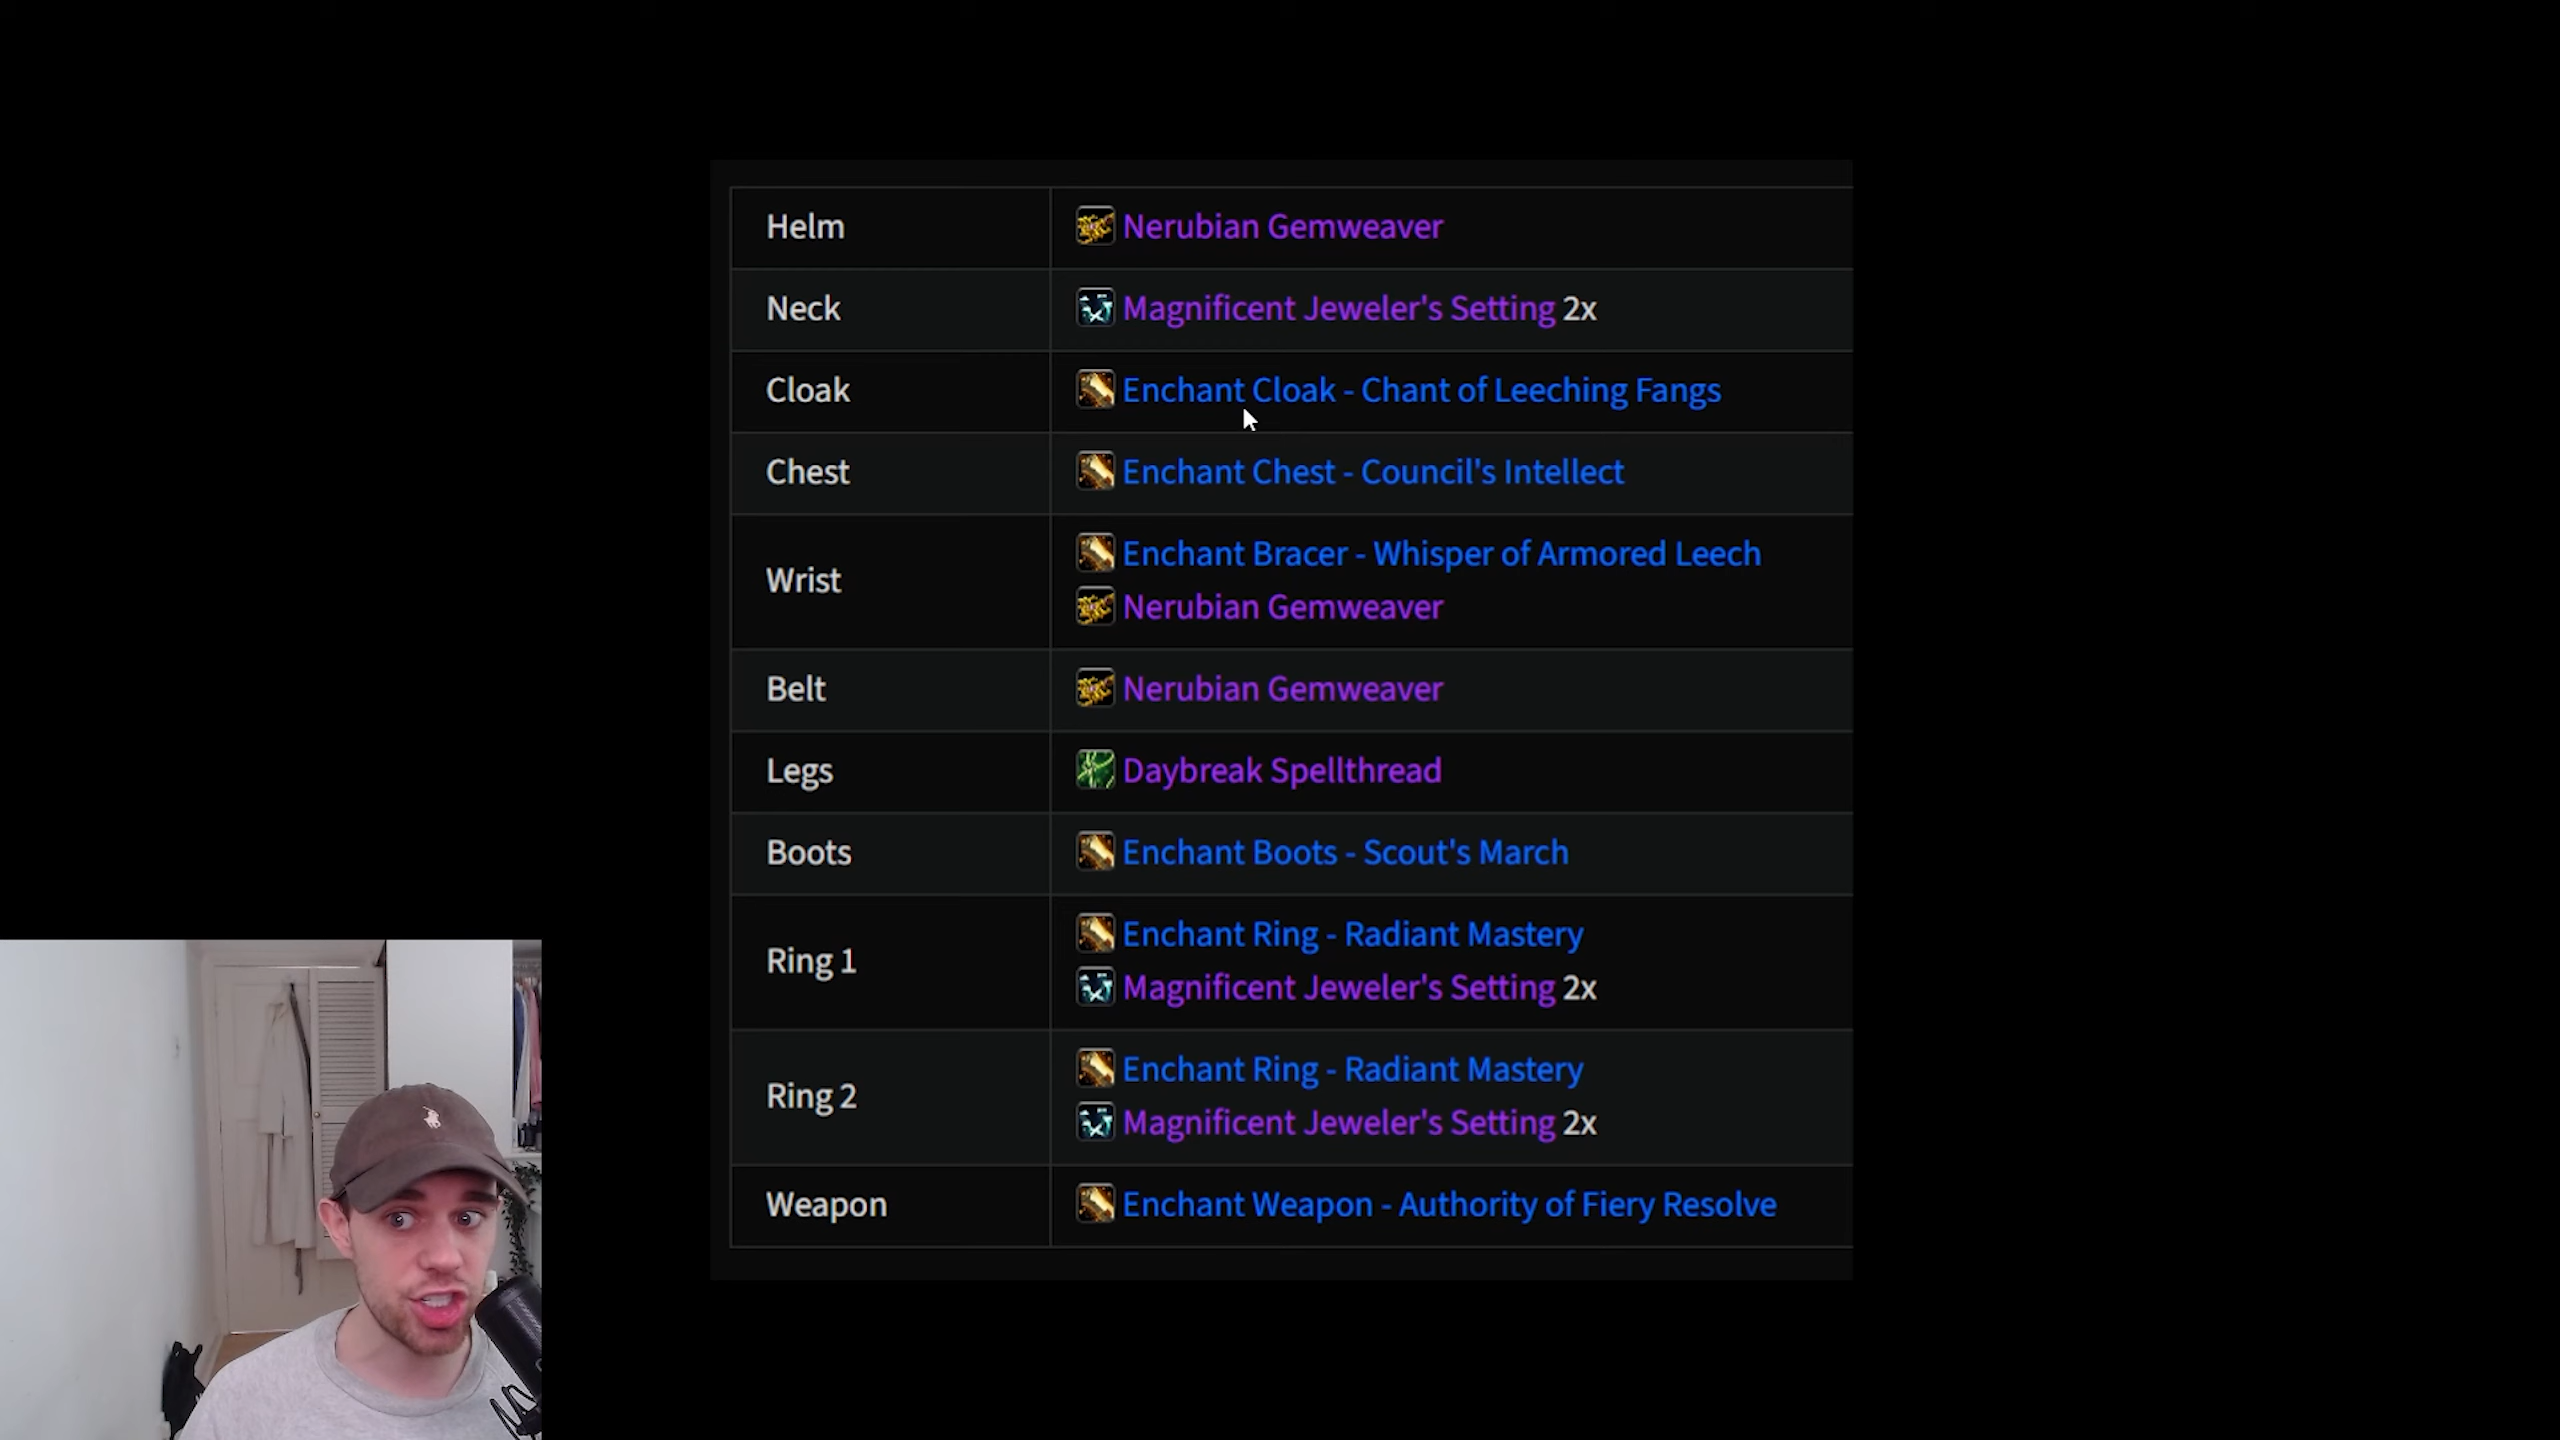 Helm
Nerubian Gemweaver
Neck
Magnificent Jeweler's Setting 2x
Cloak
Enchant Cloak - Chant of Leeching Fangs
Chest
Enchant Chest - Council's Intellect
Wrist
Enchant Bracer - Whisper of Armored Leech
Nerubian Gemweaver
Belt
Nerubian Gemweaver
Legs
Daybreak Spellthread
Boots
Enchant Boots - Scout's March
Ring 1
Enchant Ring - Radiant Mastery
Magnificent Jeweler's Setting 2x
Ring 2
Enchant Ring - Radiant Mastery
Magnificent Jeweler's Setting 2x
Weapon
Enchant Weapon - Authority of Fiery Resolve